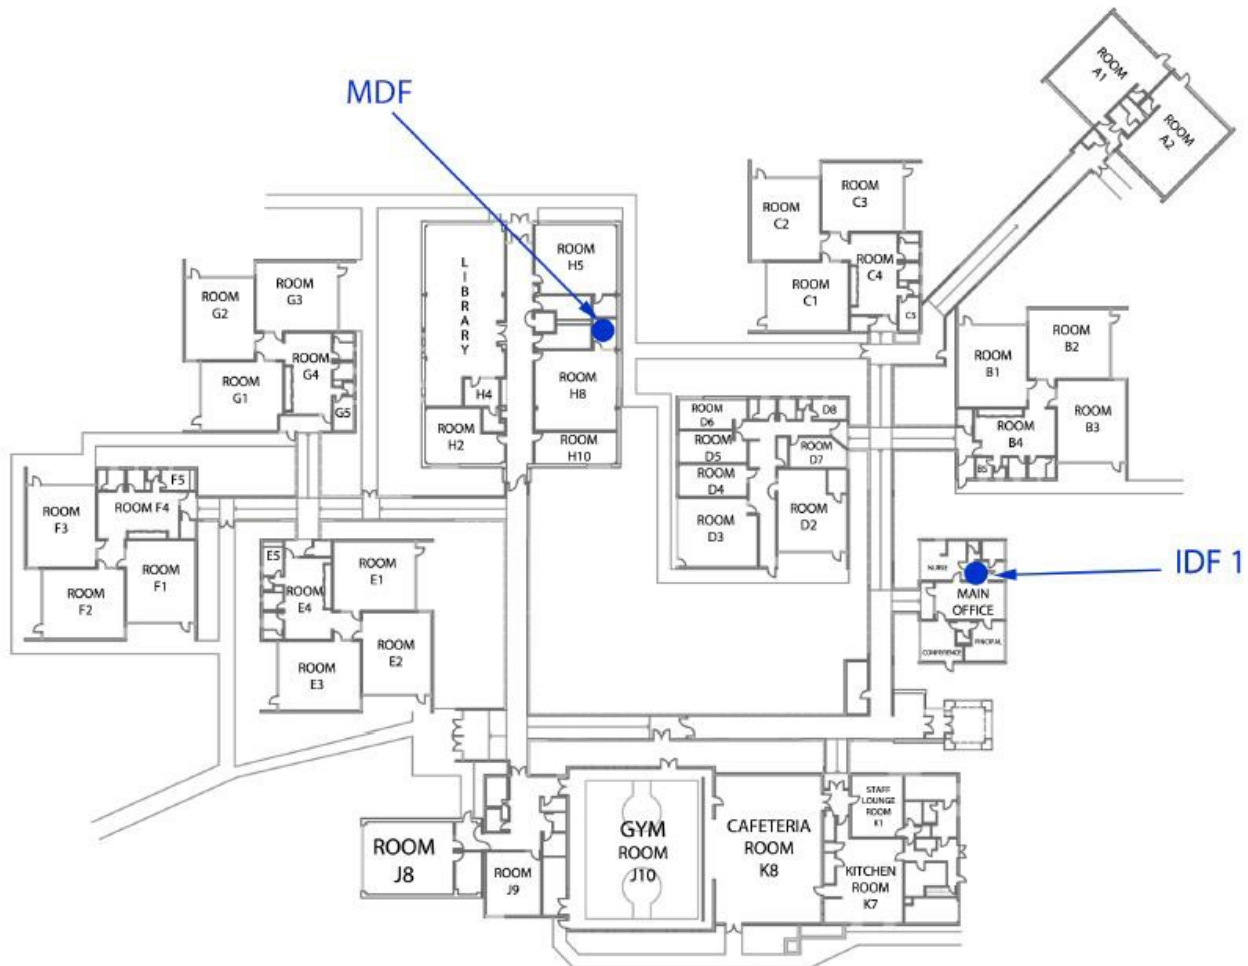 MDF
ROOM
A1
ROOM
A2
ROOM
C3
ROOM
C2
ROOM
C4
ROOM
C1
C5
ROOM
H5
LIBRARY
ROOM
G3
ROOM
G2
ROOM
G4
ROOM
G1
G5
H4
ROOM
H8
ROOM
H2
ROOM
H10
ROOM
B2
ROOM
B1
ROOM
B3
ROOM
B4
B5
ROOM
D6
D8
ROOM
D5
ROOM
D7
ROOM
D4
ROOM
D2
ROOM
D3
F5
ROOM
F3
ROOM F4
ROOM
F1
ROOM
F2
E5
ROOM
E1
ROOM
E4
ROOM
E2
ROOM
E3
NURSE
IDF 1
MAIN
OFFICE
CONFERENCE
PINCIPAL
ROOM
J8
ROOM
J9
GYM
ROOM
J10
CAFETERIA
ROOM
K8
STAFF
LOUNGE
ROOM
K1
KITCHEN
ROOM
K7